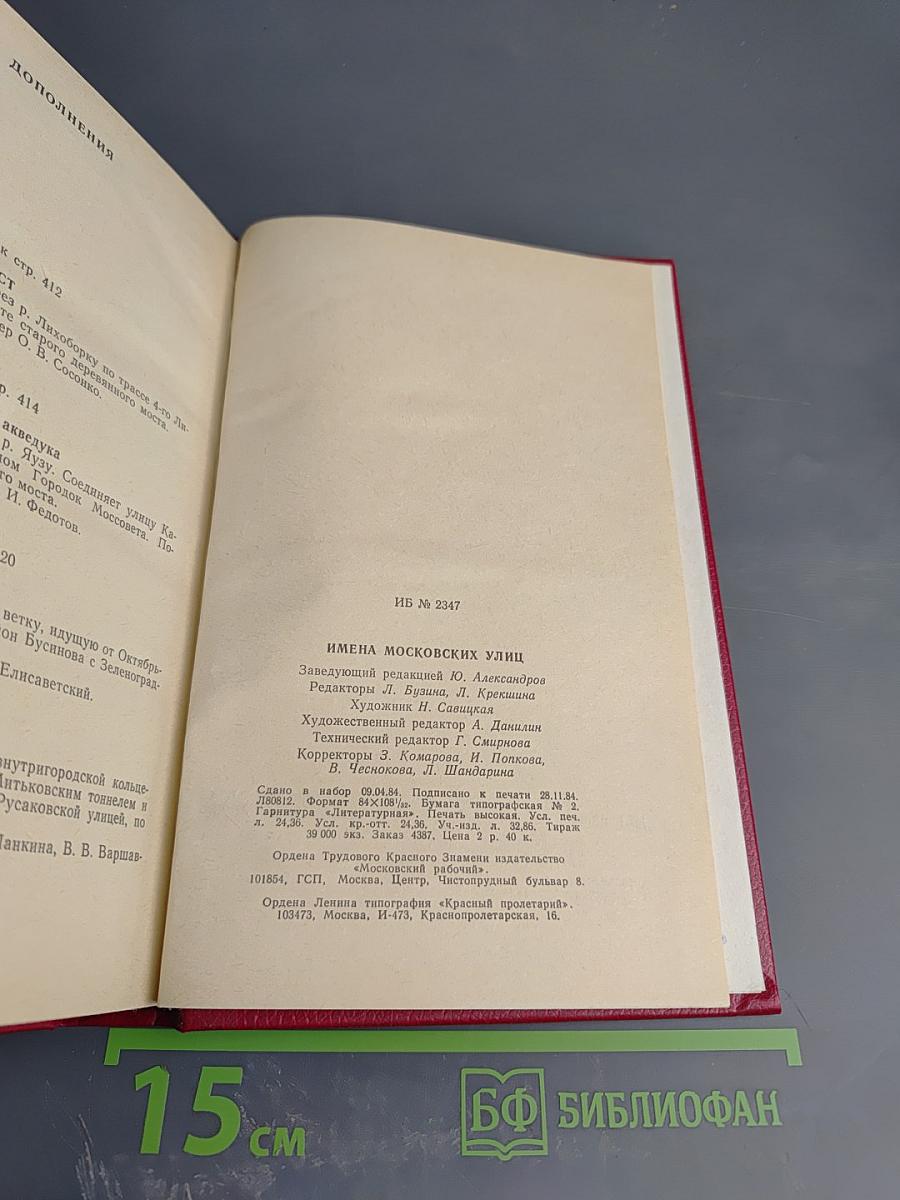 ДОПОЛНЕНИЯ
к стр. 412
рез р. Лихоборку по трассе 4-го Ли-
те старого деревянного моста.
ер О. В. Сосонко.
р. 414
акведука
р. Яузу. Соединяет улицу Ка-
ном Городок Моссовета. По-
го моста.
И. Федотов.
20
ветку, идущую от Октябрь-
он Бусинова с Зеленоград-
Елисаветский.
внутригородской кольце-
Митьковским тоннелем и
Русаковской улицей, по
Панкина, В. В. Варшав-
ИБ № 2347
ИМЕНА МОСКОВСКИХ УЛИЦ
Заведующий редакцией Ю. Александров
Редакторы Л. Бузина, Л. Крекшина
Художник Н. Савицкая
Художественный редактор А. Данилин
Технический редактор Г. Смирнова
Корректоры З. Комарова, И. Попкова,
В. Чеснокова, Л. Шандарина
Сдано в набор 09.04.84. Подписано к печати 28.11.84.
Л80812. Формат 84×108¹/₃₂. Бумага типографская № 2.
Гарнитура «Литературная». Печать высокая. Усл. печ.
л. 24,36. Усл. кр.-отт. 24,36. Уч.-изд. л. 32,86. Тираж
39 000 экз. Заказ 4387. Цена 2 р. 40 к.
Ордена Трудового Красного Знамени издательство
«Московский рабочий».
101854, ГСП, Москва, Центр, Чистопрудный бульвар 8.
Ордена Ленина типография «Красный пролетарий».
103473, Москва, И-473, Краснопролетарская, 16.
15 см
БФ БИБЛИОФАН